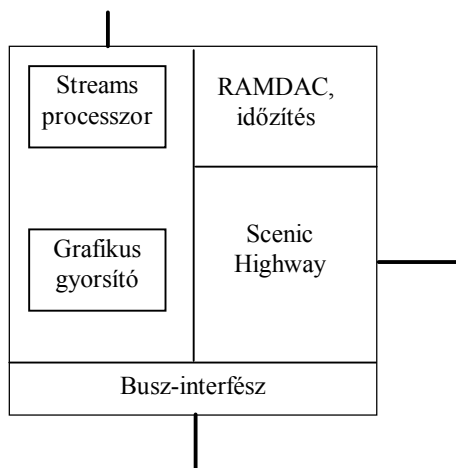 Streams
processzor
RAMDAC,
időzítés
Grafikus
gyorsító
Scenic
Highway
Busz-interfész